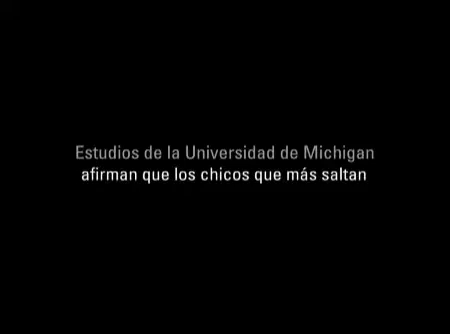 Estudios de la Universidad de Michigan
afirman que los chicos que más saltan